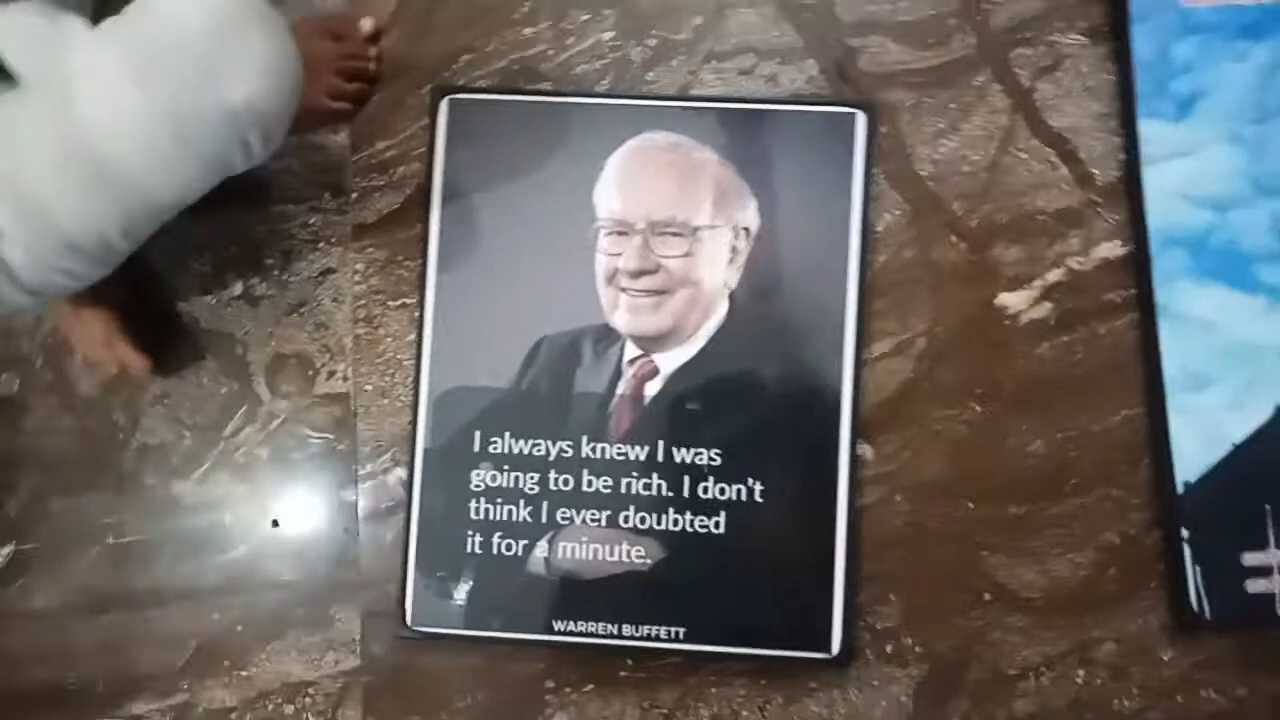 I always knew I was
going to be rich. I don't
think I ever doubted
it for a minute.
WARREN BUFFETT